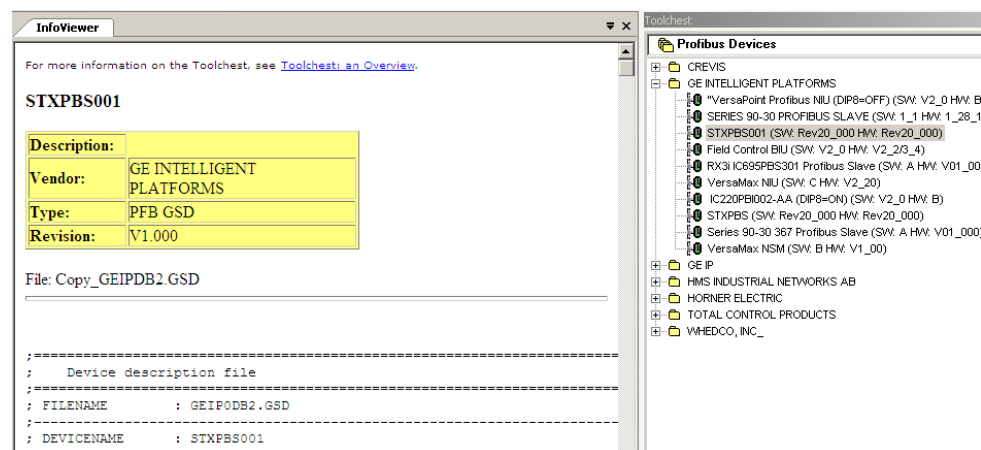 InfoViewer
For more information on the Toolchest, see Toolchest: an Overview.
STXPBS001
Description:
Vendor: GE INTELLIGENT
PLATFORMS
Type: PFB GSD
Revision: V1.000
File: Copy_GEIPDB2.GSD
;=======================================================================
;    Device description file
;=======================================================================
; FILENAME        : GEIP0DB2.GSD
;-----------------------------------------------------------------------
; DEVICENAME      : STXPBS001
Toolchest
Profibus Devices
CREVIS
GE INTELLIGENT PLATFORMS
"VersaPoint Profibus NIU (DIP8=OFF) (SW: V2_0 HW: B
SERIES 90-30 PROFIBUS SLAVE (SW: 1_1 HW: 1_28_1
STXPBS001 (SW: Rev20_000 HW: Rev20_000)
Field Control BIU (SW: V2_0 HW: V2_2/3_4)
RX3i IC695PBS301 Profibus Slave (SW: A HW: V01_00
VersaMax NIU (SW: C HW: V2_20)
IC220PBI002-AA (DIP8=ON) (SW: V2_0 HW: B)
STXPBS (SW: Rev20_000 HW: Rev20_000)
Series 90-30 367 Profibus Slave (SW: A HW: V01_000)
VersaMax NSM (SW: B HW: V1_00)
GE IP
HMS INDUSTRIAL NETWORKS AB
HORNER ELECTRIC
TOTAL CONTROL PRODUCTS
WHEDCO, INC_